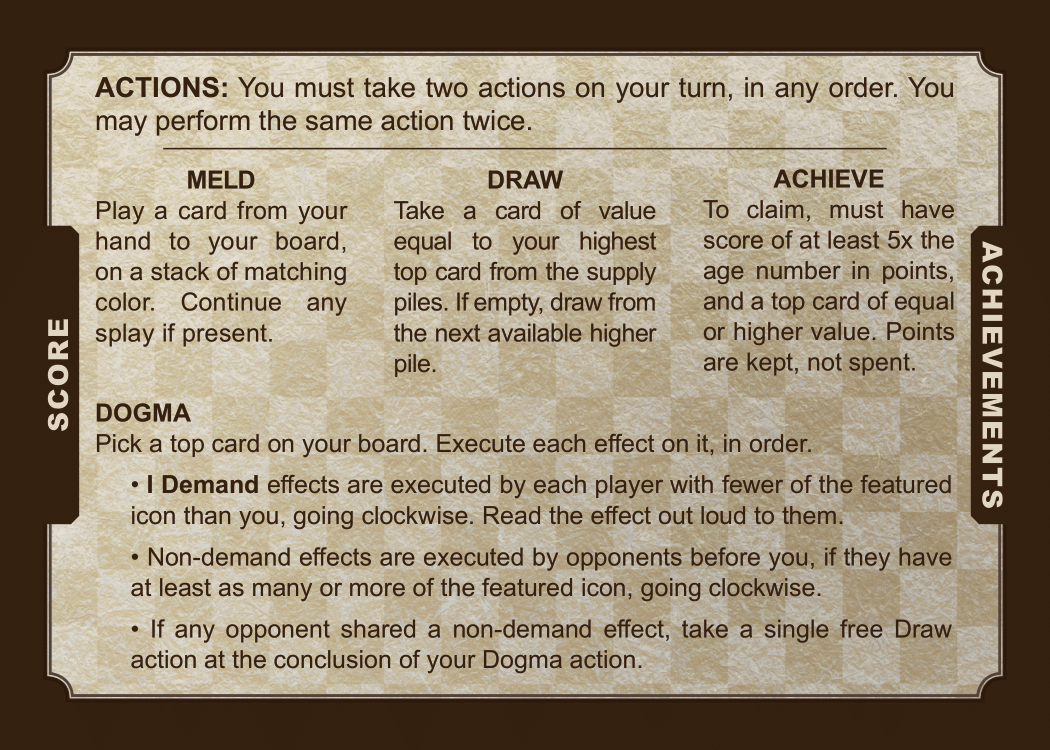 ACTIONS: You must take two actions on your turn, in any order. You
may perform the same action twice.
MELD
Play a card from your
hand to your board,
on a stack of matching
color. Continue any
splay if present.
DRAW
Take a card of value
equal to your highest
top card from the supply
piles. If empty, draw from
the next available higher
pile.
ACHIEVE
To claim, must have
score of at least 5x the
age number in points,
and a top card of equal
or higher value. Points
are kept, not spent.
DOGMA
Pick a top card on your board. Execute each effect on it, in order.
• I Demand effects are executed by each player with fewer of the featured
icon than you, going clockwise. Read the effect out loud to them.
• Non-demand effects are executed by opponents before you, if they have
at least as many or more of the featured icon, going clockwise.
• If any opponent shared a non-demand effect, take a single free Draw
action at the conclusion of your Dogma action.
SCORE
ACHIEVEMENTS